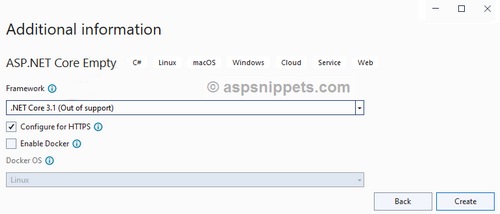 Additional information
ASP.NET Core Empty C# Linux macOS Windows Cloud Service Web
© aspsnippets.com
Framework
.NET Core 3.1 (Out of support)
Configure for HTTPS
Enable Docker
Docker OS
Linux
Back Create